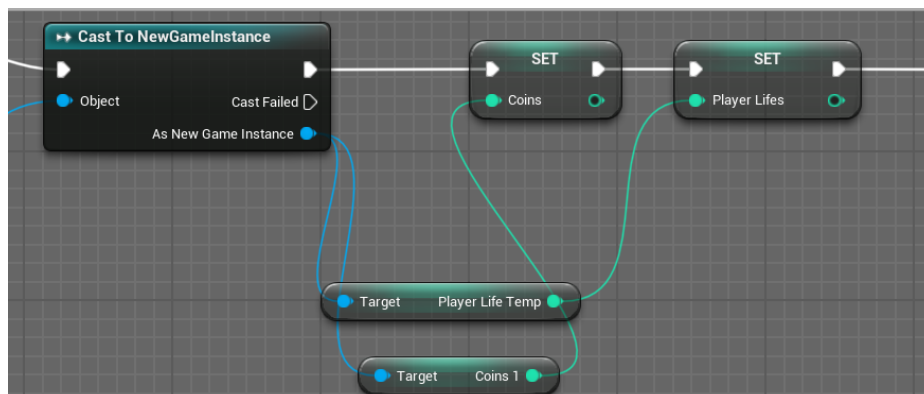 Cast To NewGameInstance
Object
Cast Failed
As New Game Instance
SET
Coins
SET
Player Lifes
Target Player Life Temp
Target Coins 1